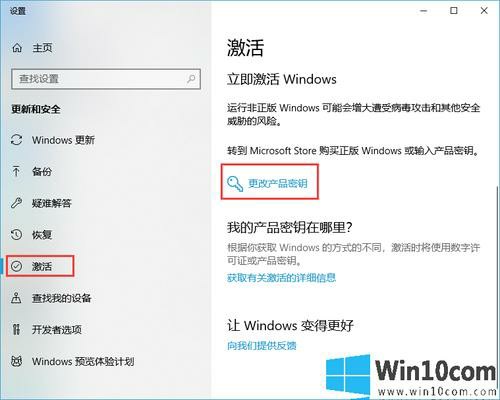 设置
主页
查找设置
更新和安全
Windows 更新
备份
疑难解答
恢复
激活
查找我的设备
开发者选项
Windows 预览体验计划
激活
立即激活 Windows
运行非正版 Windows 可能会增大遭受病毒攻击和其他安全
威胁的风险。
转到 Microsoft Store 购买正版 Windows 或输入产品密钥。
更改产品密钥
我的产品密钥在哪里?
根据你获取 Windows 的方式的不同，激活时将使用数字许
可证或产品密钥。
获取有关激活的详细信息
让 Windows 变得更好
向我们提供反馈
Win10com
www.win10com.com